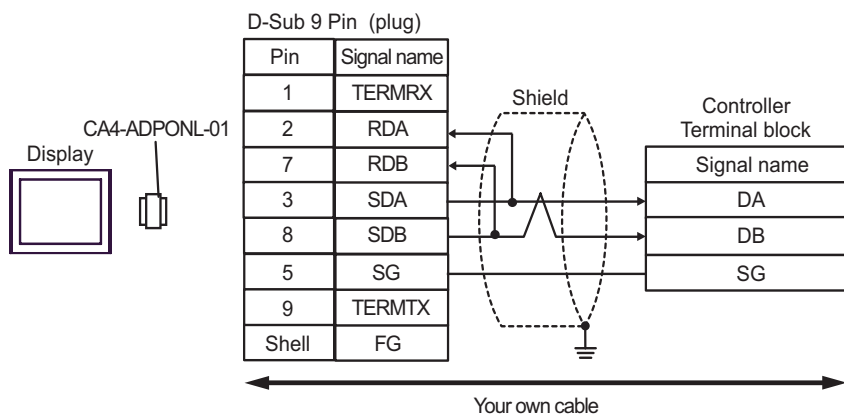 D-Sub 9 Pin (plug)
Pin Signal name
1 TERMRX
2 RDA
7 RDB
3 SDA
8 SDB
5 SG
9 TERMTX
Shell FG
CA4-ADPONL-01
Display
Shield
Controller
Terminal block
Signal name
DA
DB
SG
Your own cable